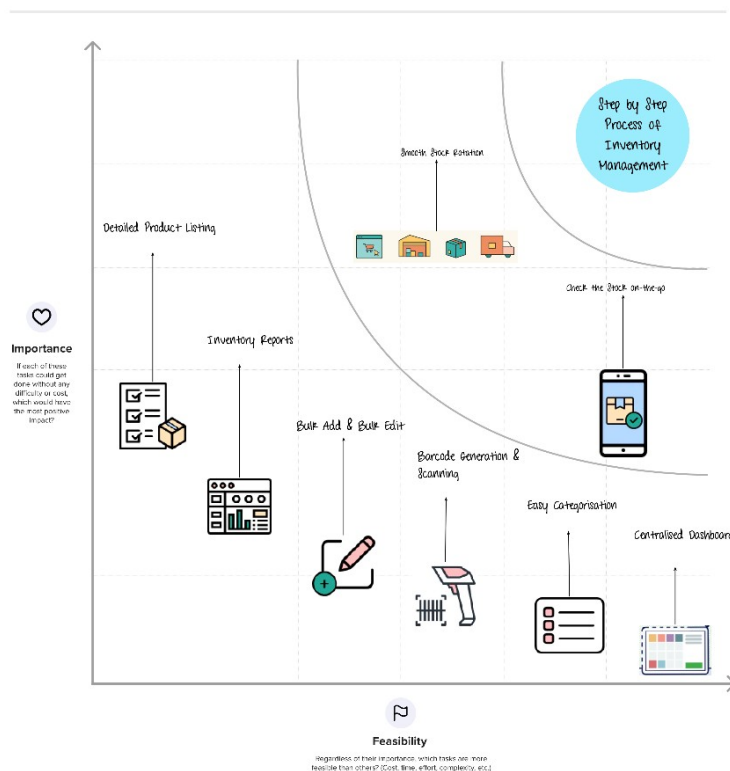 Step by Step
Process of
Inventory
Management
Smooth Stock Rotation
Detailed Product Listing
Check the Stock on-the-go
Inventory Reports
Importance
If each of these
tasks could get
done without any
difficulty or cost,
which would have
the most positive
impact?
Bulk Add & Bulk Edit
Barcode Generation &
Scanning
Easy Categorisation
Centralised Dashboar
Feasibility
Regardless of their importance, which tasks are more
feasible than others? (Cost, time, effort, complexity, etc.)